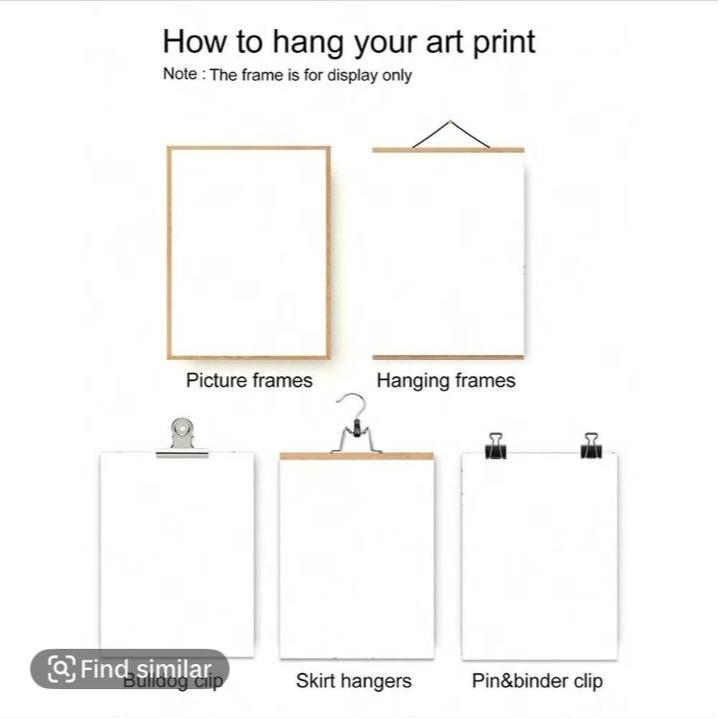 How to hang your art print
Note : The frame is for display only
Picture frames
Hanging frames
Find similar
Bulldog clip
Skirt hangers
Pin&binder clip